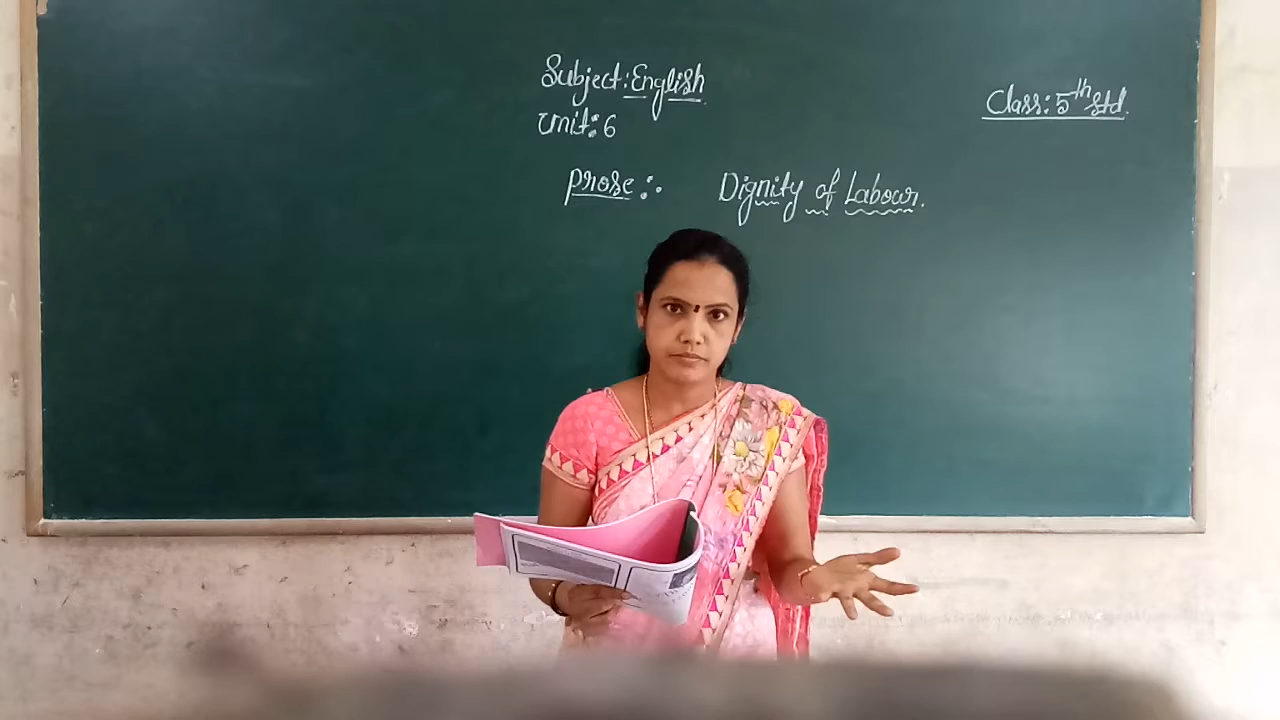 Subject: English
Unit: 6
Class: 5th Std.
Prose :. Dignity of Labour.